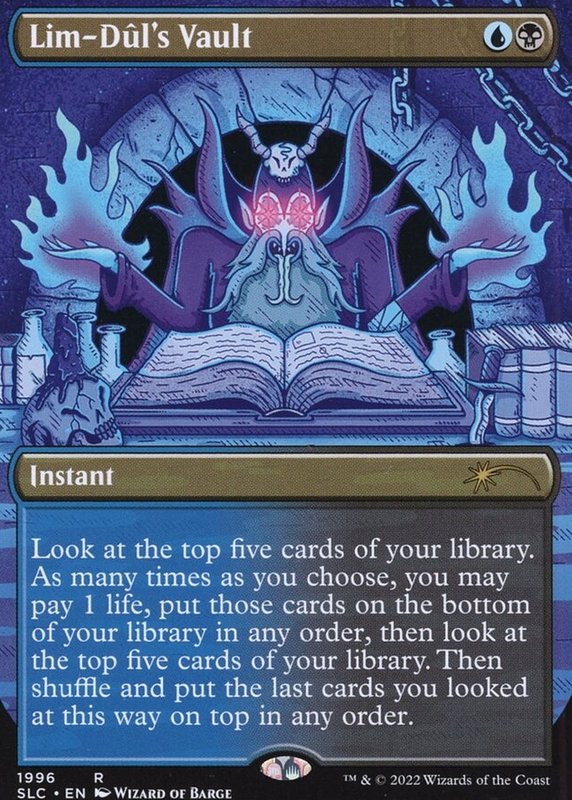 Lim-Dûl's Vault
Instant
Look at the top five cards of your library.
As many times as you choose, you may
pay 1 life, put those cards on the bottom
of your library in any order, then look at
the top five cards of your library. Then
shuffle and put the last cards you looked
at this way on top in any order.
1996 R
SLC • EN Wizard of Barge
™ & © 2022 Wizards of the Coast